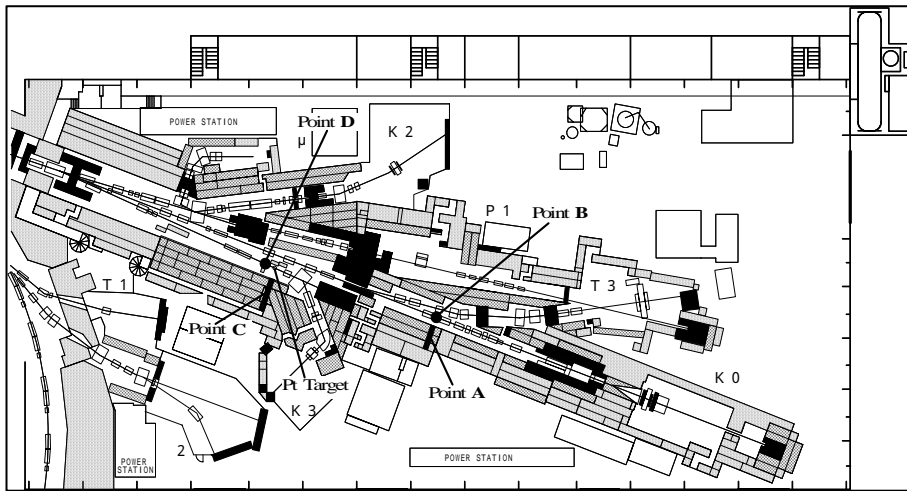 POWER STATION
Point D
μ
K 2
P 1
Point B
T 1
T 3
Point C
Pt Target
Point A
K 0
K 3
2
POWER
STATION
POWER STATION